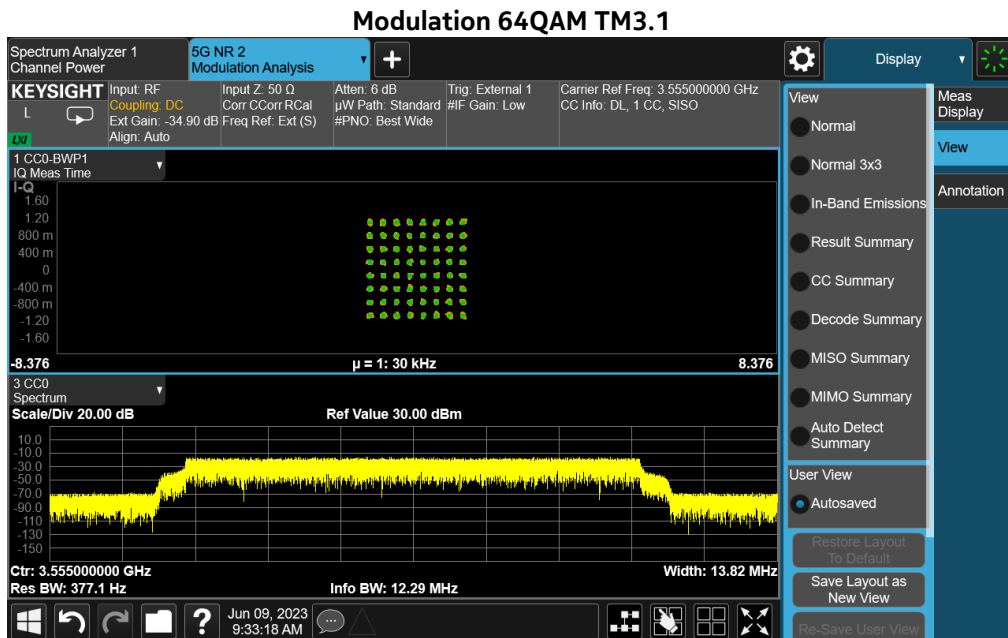 Modulation 64QAM TM3.1
Spectrum Analyzer 1
Channel Power
5G NR 2
Modulation Analysis
Display
KEYSIGHT
L
LXI
Input: RF
Coupling: DC
Ext Gain: -34.90 dB
Align: Auto
Input Z: 50 Ω
Corr CCorr RCal
Freq Ref: Ext (S)
Atten: 6 dB
µW Path: Standard
#PNO: Best Wide
Trig: External 1
#IF Gain: Low
Carrier Ref Freq: 3.555000000 GHz
CC Info: DL, 1 CC, SISO
1 CC0-BWP1
IQ Meas Time
I-Q
1.60
1.20
800 m
400 m
0
-400 m
-800 m
-1.20
-1.60
-8.376
µ = 1: 30 kHz
8.376
3 CC0
Spectrum
Scale/Div 20.00 dB
Ref Value 30.00 dBm
10.0
-10.0
-30.0
-50.0
-70.0
-90.0
-110
-130
-150
Ctr: 3.555000000 GHz
Width: 13.82 MHz
Res BW: 377.1 Hz
Info BW: 12.29 MHz
?
Jun 09, 2023
9:33:18 AM
View
Normal
Normal 3x3
In-Band Emissions
Result Summary
CC Summary
Decode Summary
MISO Summary
MIMO Summary
Auto Detect
Summary
User View
Autosaved
Restore Layout
To Default
Save Layout as
New View
Re-Save User View
Meas
Display
View
Annotation